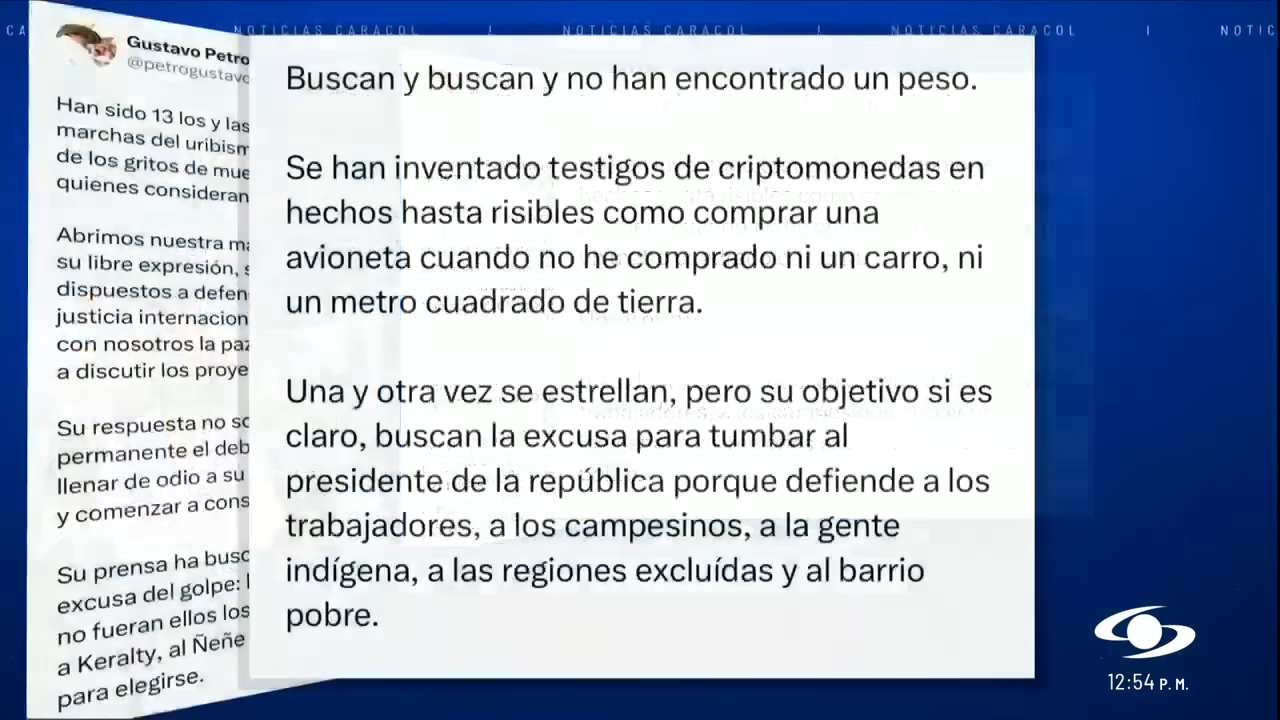 NOTICIAS CARACOL
NOTICIAS CARACOL
NOTICIAS CARACOL
Gustavo Petro
@petrogustavo
Han sido 13 los y las
marchas del uribism
de los gritos de mue
quienes consideran
Abrimos nuestra ma
su libre expresión, s
dispuestos a defen
justicia internacion
con nosotros la paz
a discutir los proye
Su respuesta no so
permanente el deb
llenar de odio a su
y comenzar a cons
Su prensa ha busc
excusa del golpe: l
no fueran ellos los
a Keralty, al Ñeñe
para elegirse.
Buscan y buscan y no han encontrado un peso.
Se han inventado testigos de criptomonedas en
hechos hasta risibles como comprar una
avioneta cuando no he comprado ni un carro, ni
un metro cuadrado de tierra.
Una y otra vez se estrellan, pero su objetivo si es
claro, buscan la excusa para tumbar al
presidente de la república porque defiende a los
trabajadores, a los campesinos, a la gente
indígena, a las regiones excluídas y al barrio
pobre.
12:54 P.M.